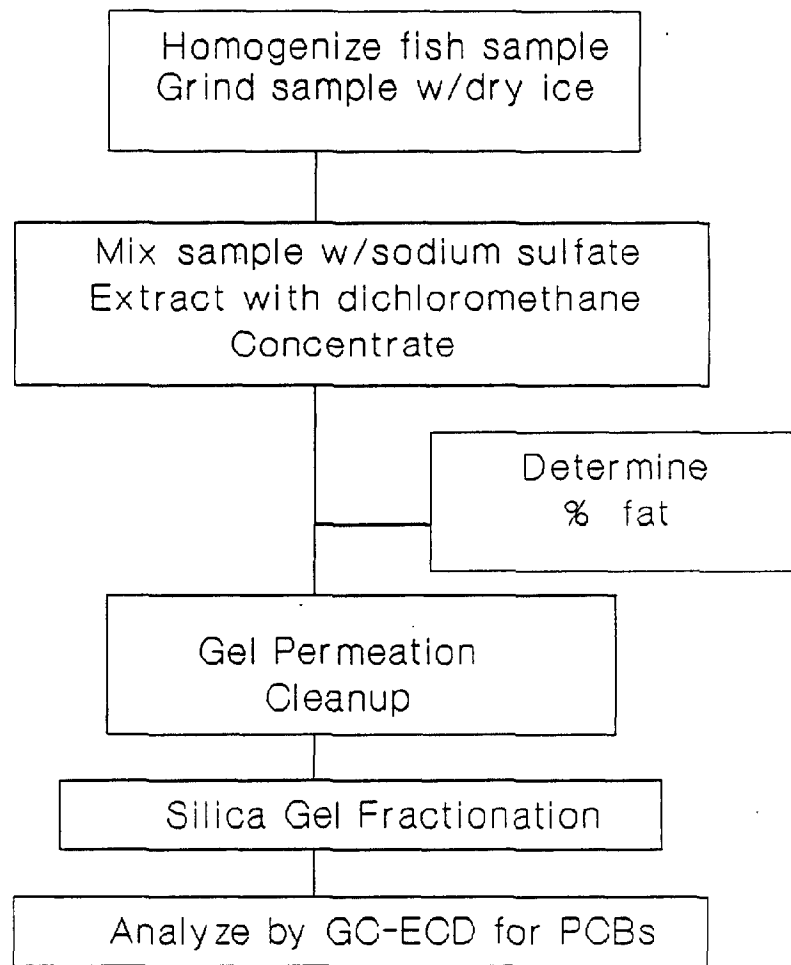 Homogenize fish sample
Grind sample w/dry ice
Mix sample w/sodium sulfate
Extract with dichloromethane
Concentrate
Determine
% fat
Gel Permeation
Cleanup
Silica Gel Fractionation
Analyze by GC-ECD for PCBs